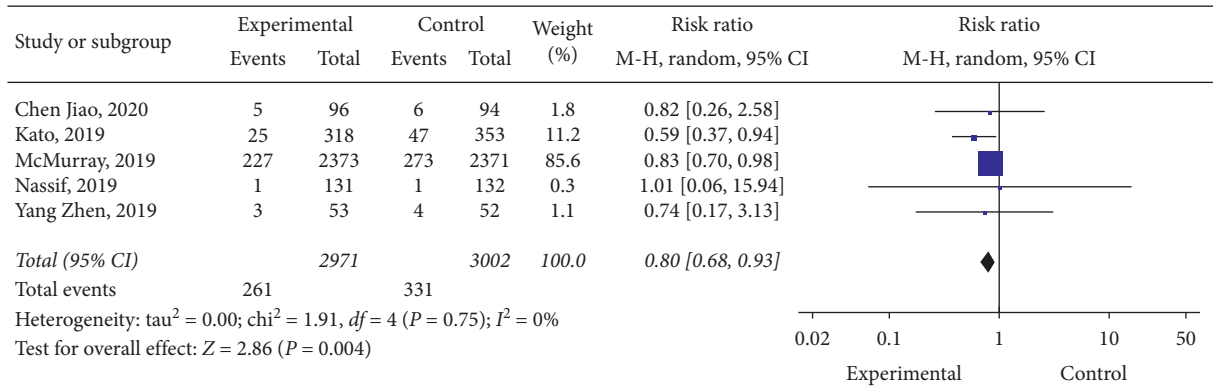 Study or subgroup Experimental Control Weight (%) Risk ratio Risk ratio
Events Total Events Total M-H, random, 95% CI M-H, random, 95% CI
Chen Jiao, 2020 5 96 6 94 1.8 0.82 [0.26, 2.58]
Kato, 2019 25 318 47 353 11.2 0.59 [0.37, 0.94]
McMurray, 2019 227 2373 273 2371 85.6 0.83 [0.70, 0.98]
Nassif, 2019 1 131 1 132 0.3 1.01 [0.06, 15.94]
Yang Zhen, 2019 3 53 4 52 1.1 0.74 [0.17, 3.13]
Total (95% CI) 2971 3002 100.0 0.80 [0.68, 0.93]
Total events 261 331
Heterogeneity: tau² = 0.00; chi² = 1.91, df = 4 (P = 0.75); I² = 0%
Test for overall effect: Z = 2.86 (P = 0.004)
0.02 0.1 1 10 50
Experimental Control